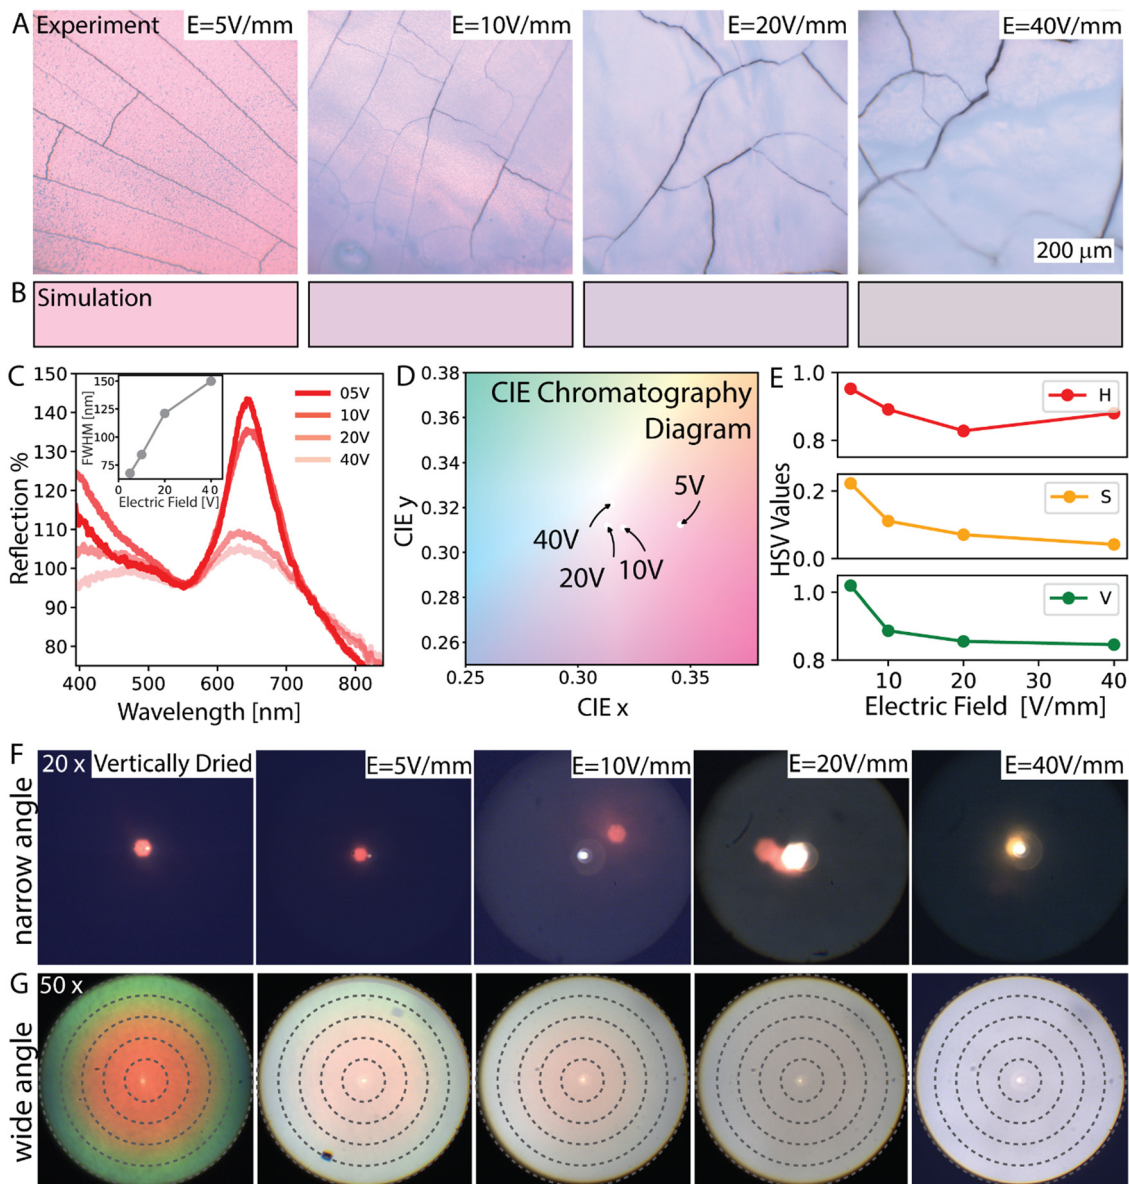 A Experiment E=5V/mm E=10V/mm E=20V/mm E=40V/mm
200 μm
B Simulation
C
150
140
130
120
110
100
90
80
Reflection %
400 500 600 700 800
Wavelength [nm]
05V
10V
20V
40V
150
125
100
75
FWHM [nm]
0 20 40
Electric Field [V]
D
CIE Chromatography
Diagram
0.38
0.36
0.34
0.32
0.30
0.28
0.26
CIE y
5V
40V
20V 10V
0.25 0.30 0.35
CIE x
E
1.0
0.8
H
0.2
0.0
S
1.0
0.8
V
HSV Values
10 20 30 40
Electric Field [V/mm]
F 20 x Vertically Dried E=5V/mm E=10V/mm E=20V/mm E=40V/mm
narrow angle
G 50 x
wide angle